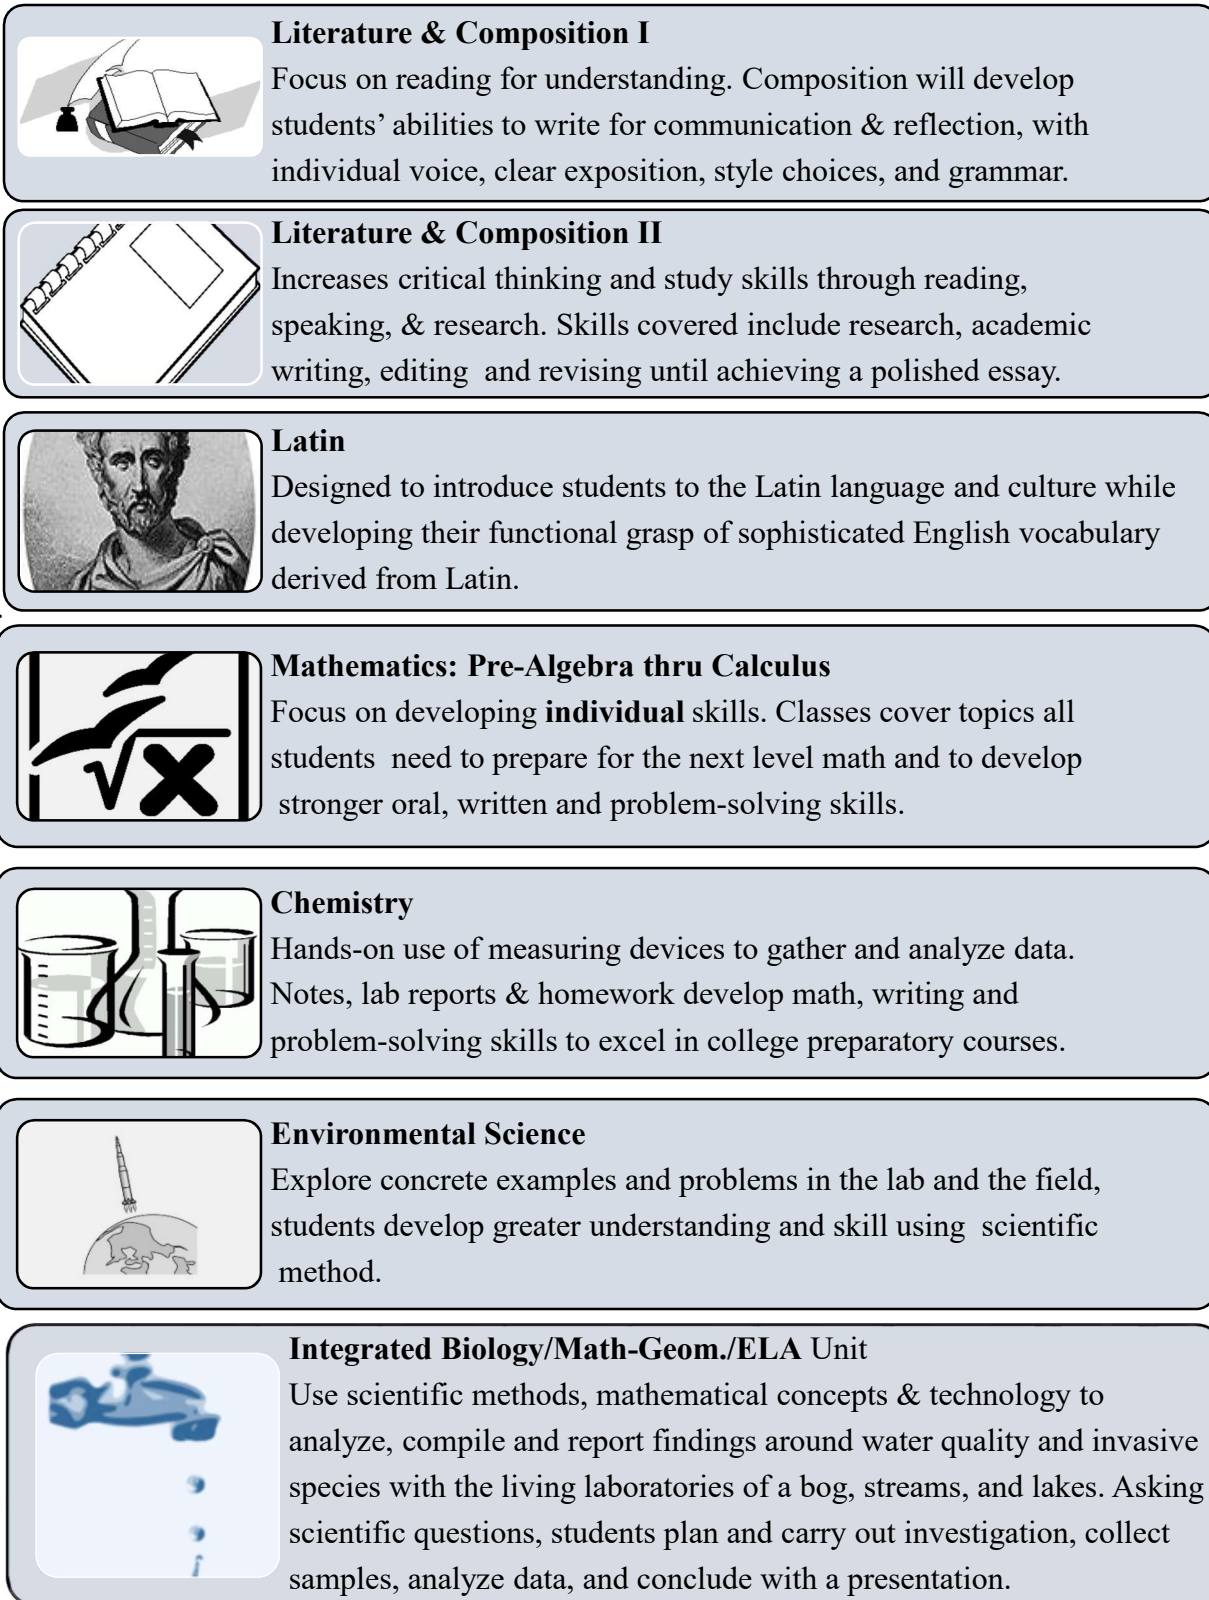 Literature & Composition I
Focus on reading for understanding. Composition will develop
students’ abilities to write for communication & reflection, with
individual voice, clear exposition, style choices, and grammar.
Literature & Composition II
Increases critical thinking and study skills through reading,
speaking, & research. Skills covered include research, academic
writing, editing  and revising until achieving a polished essay.
Latin
Designed to introduce students to the Latin language and culture while
developing their functional grasp of sophisticated English vocabulary
derived from Latin.
Mathematics: Pre-Algebra thru Calculus
Focus on developing individual skills. Classes cover topics all
students  need to prepare for the next level math and to develop
stronger oral, written and problem-solving skills.
Chemistry
Hands-on use of measuring devices to gather and analyze data.
Notes, lab reports & homework develop math, writing and
problem-solving skills to excel in college preparatory courses.
Environmental Science
Explore concrete examples and problems in the lab and the field,
students develop greater understanding and skill using  scientific
method.
Integrated Biology/Math-Geom./ELA Unit
Use scientific methods, mathematical concepts & technology to
analyze, compile and report findings around water quality and invasive
species with the living laboratories of a bog, streams, and lakes. Asking
scientific questions, students plan and carry out investigation, collect
samples, analyze data, and conclude with a presentation.